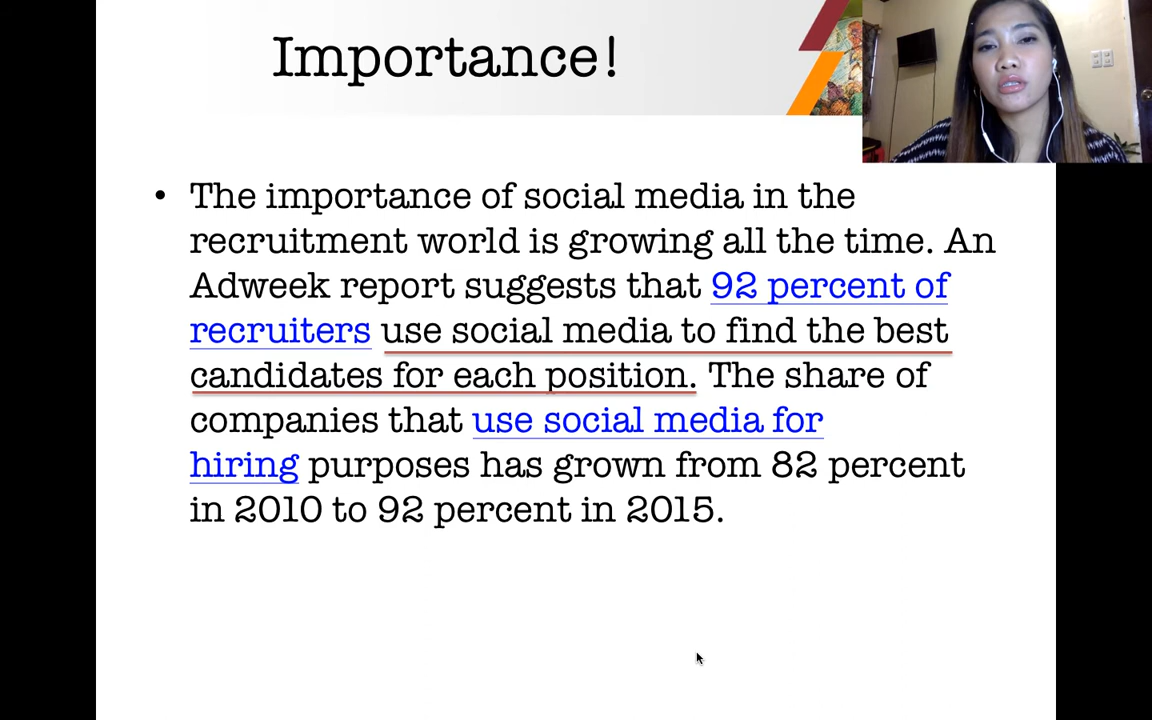 Importance!
• The importance of social media in the
recruitment world is growing all the time. An
Adweek report suggests that 92 percent of
recruiters use social media to find the best
candidates for each position. The share of
companies that use social media for
hiring purposes has grown from 82 percent
in 2010 to 92 percent in 2015.